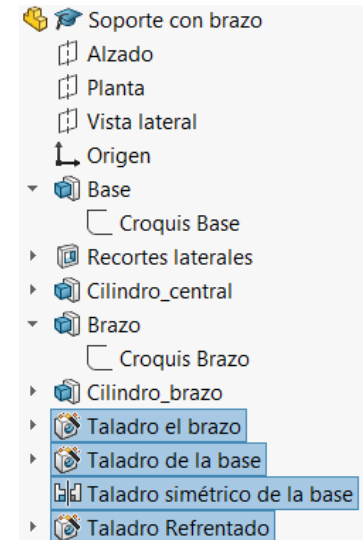 Soporte con brazo
Alzado
Planta
Vista lateral
Origen
Base
Croquis Base
Recortes laterales
Cilindro_central
Brazo
Croquis Brazo
Cilindro_brazo
Taladro el brazo
Taladro de la base
Taladro simétrico de la base
Taladro Refrentado